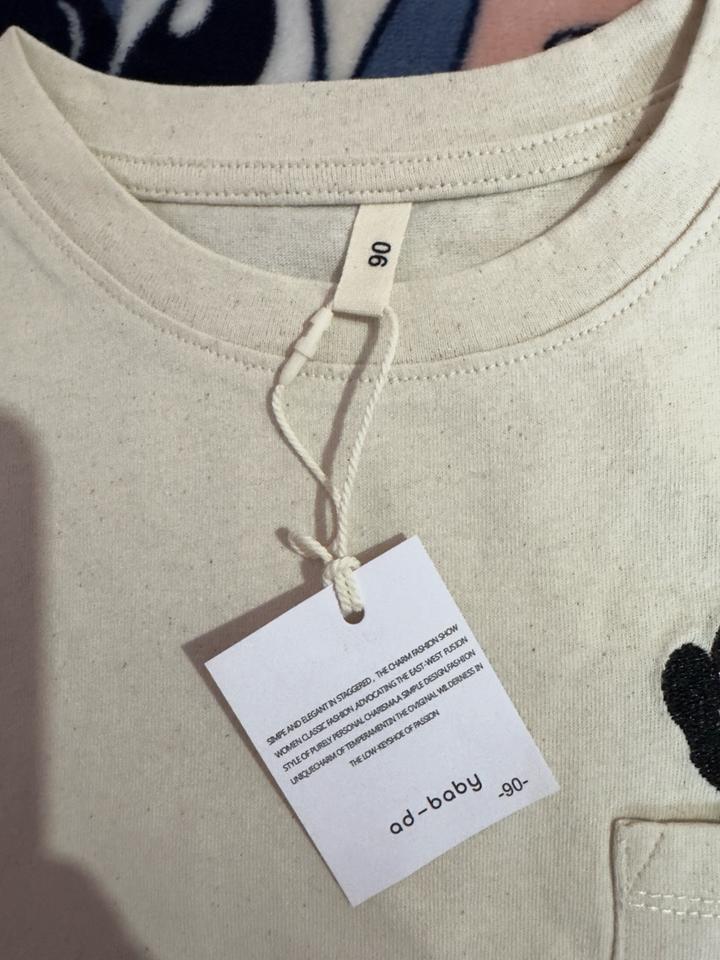 90
SIMPE AND ELEGANT IN STAGGERED, THE CHARM FASHION SHOW
WOMEN CLASSIC FASHION ,ADVOCATING THE EAST-WEST FUSION
STYLE OF PURELY PERSONAL CHARISMA.A SIMPLE DESIGN,FASHION
UNIQUECHARM OF TEMPERAMENTIN THE OVIGINAL WILDERNESS IN
THE LOW-KEYSHOE OF PASSION
ad-baby -90-